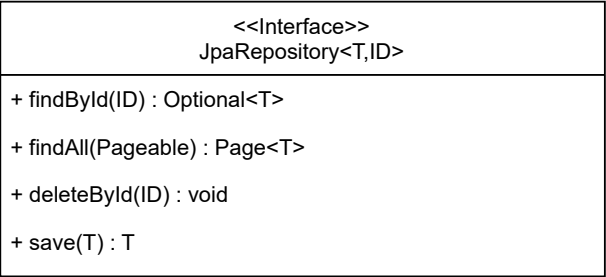 <<Interface>>
JpaRepository<T,ID>
+ findById(ID) : Optional<T>
+ findAll(Pageable) : Page<T>
+ deleteById(ID) : void
+ save(T) : T